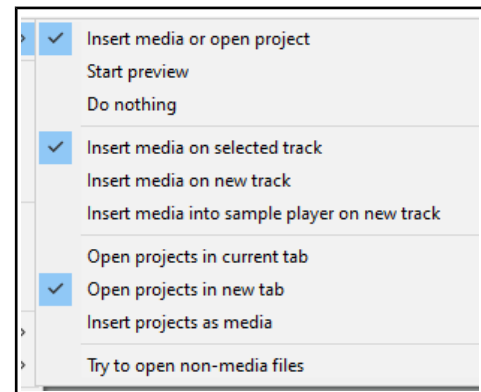 Insert media or open project
Start preview
Do nothing
Insert media on selected track
Insert media on new track
Insert media into sample player on new track
Open projects in current tab
Open projects in new tab
Insert projects as media
Try to open non-media files